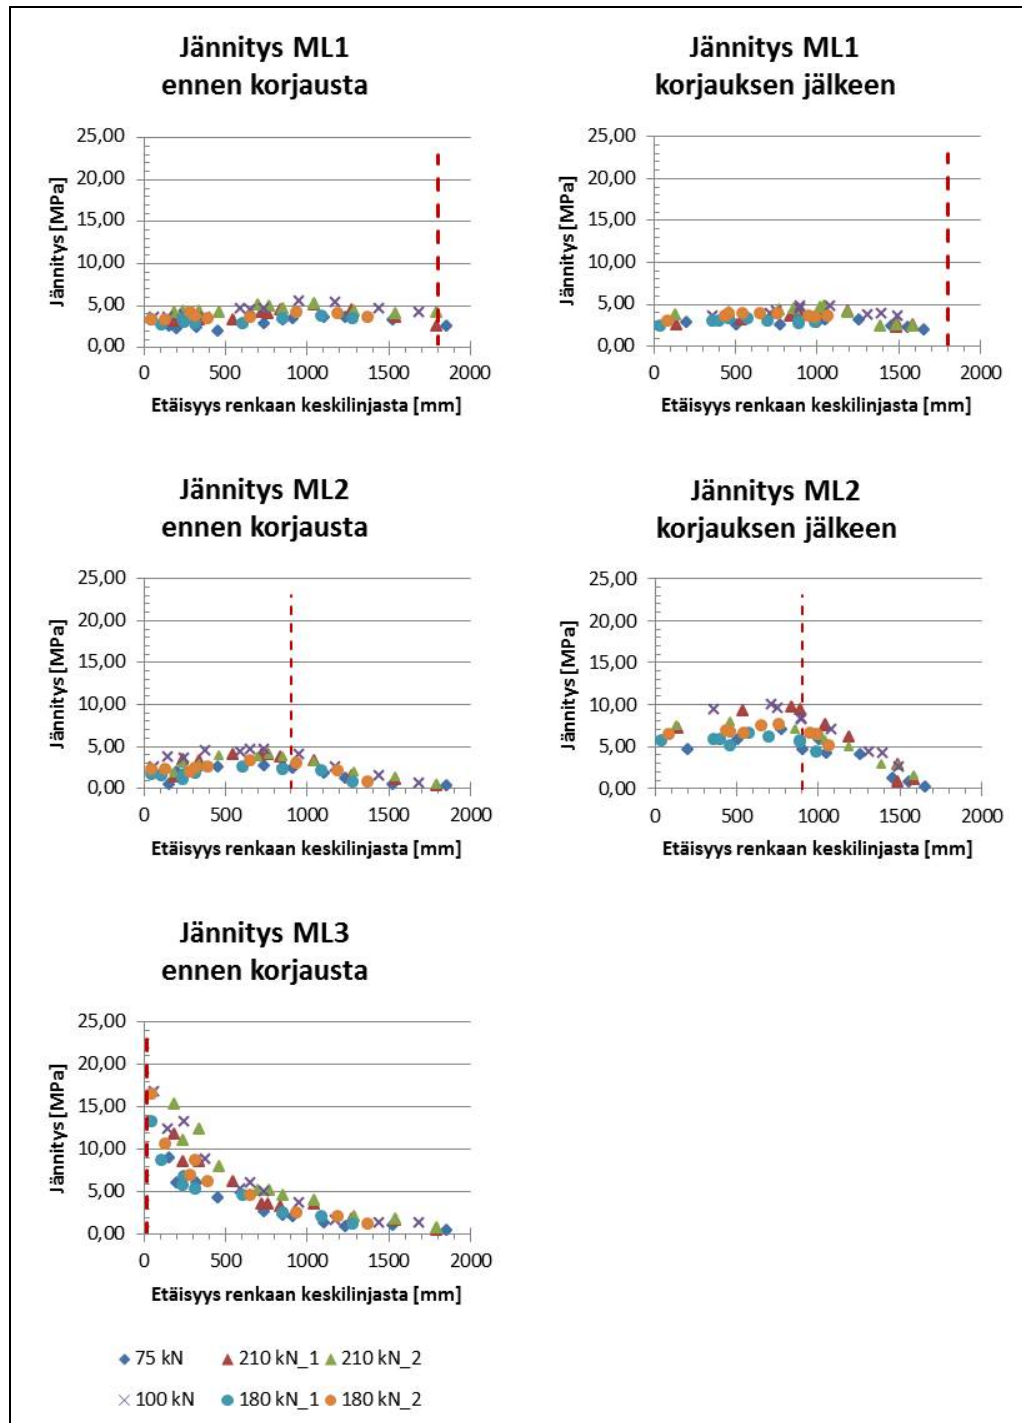 Jännitys ML1
ennen korjausta
25,00
20,00
15,00
10,00
5,00
0,00
Jännitys [MPa]
0 500 1000 1500 2000
Etäisyys renkaan keskilinjasta [mm]
Jännitys ML1
korjauksen jälkeen
25,00
20,00
15,00
10,00
5,00
0,00
Jännitys [MPa]
0 500 1000 1500 2000
Etäisyys renkaan keskilinjasta [mm]
Jännitys ML2
ennen korjausta
25,00
20,00
15,00
10,00
5,00
0,00
Jännitys [MPa]
0 500 1000 1500 2000
Etäisyys renkaan keskilinjasta [mm]
Jännitys ML2
korjauksen jälkeen
25,00
20,00
15,00
10,00
5,00
0,00
Jännitys [MPa]
0 500 1000 1500 2000
Etäisyys renkaan keskilinjasta [mm]
Jännitys ML3
ennen korjausta
25,00
20,00
15,00
10,00
5,00
0,00
Jännitys [MPa]
0 500 1000 1500 2000
Etäisyys renkaan keskilinjasta [mm]
75 kN 210 kN_1 210 kN_2
100 kN 180 kN_1 180 kN_2